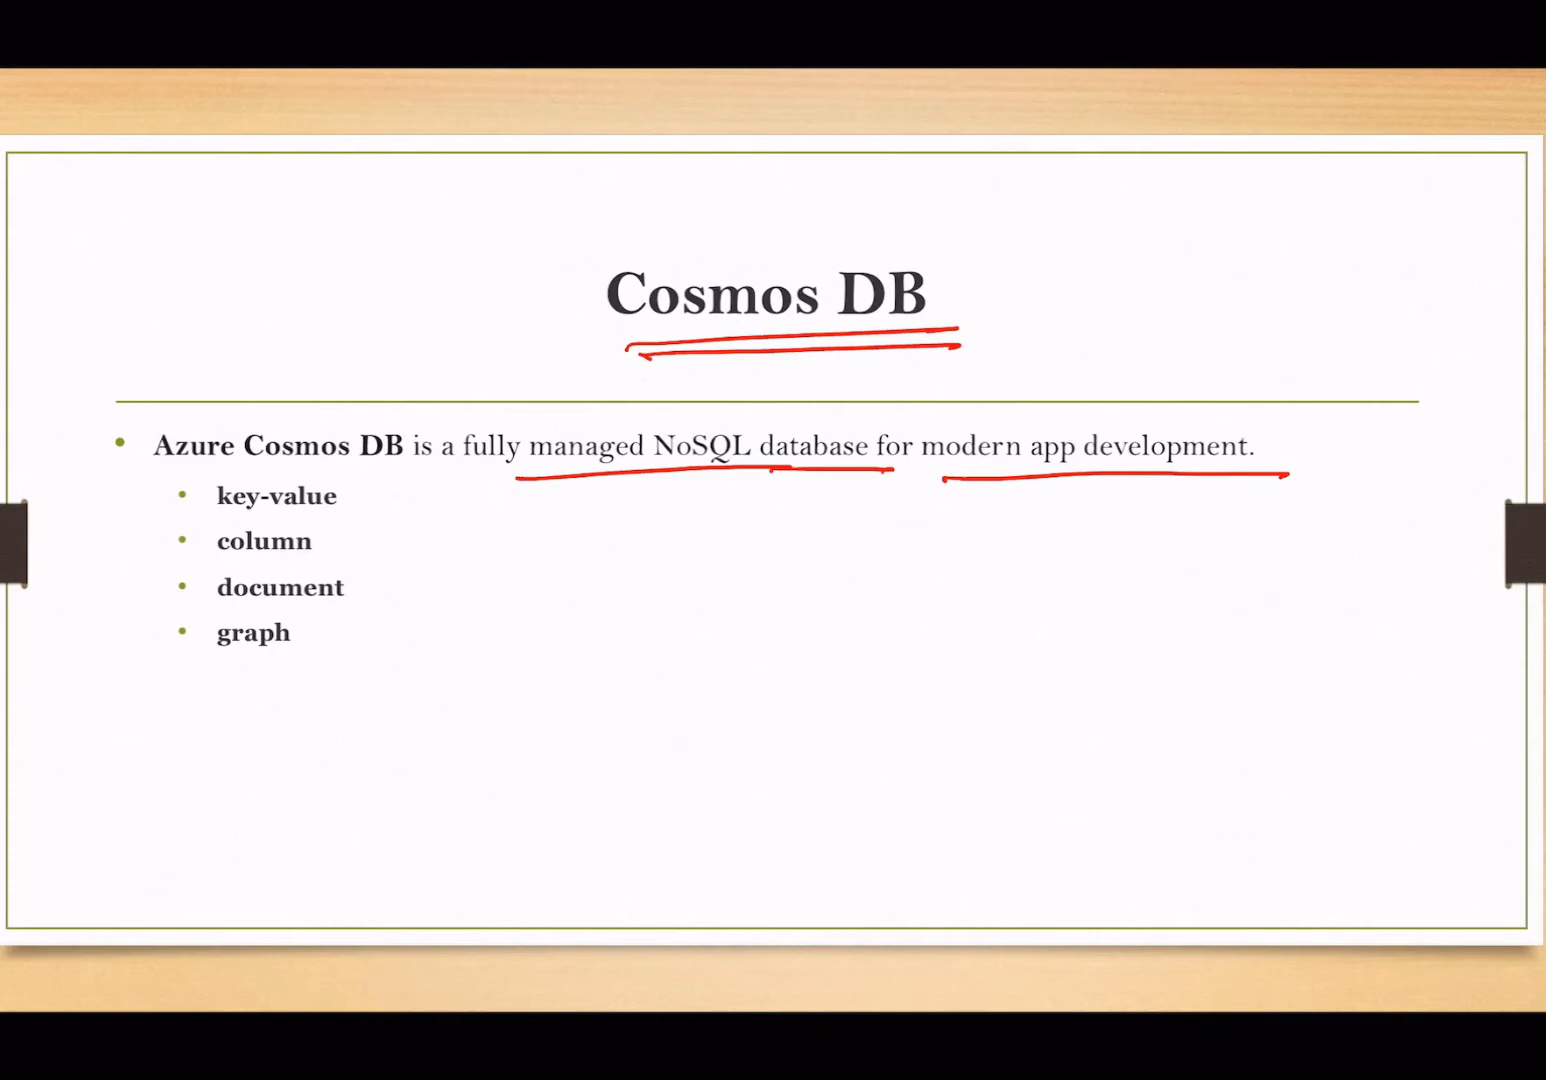 Cosmos DB
• Azure Cosmos DB is a fully managed NoSQL database for modern app development.
• key-value
• column
• document
• graph